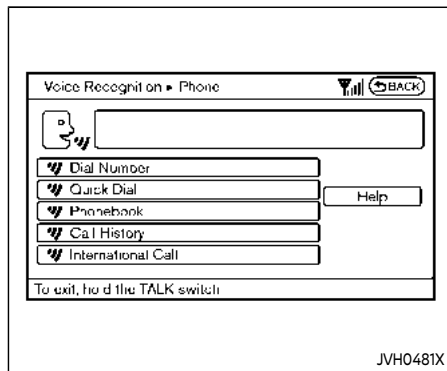 Voice Recognition ▸ Phone
BACK
Dial Number
Quick Dial
Help
Phonebook
Call History
International Call
To exit, hold the TALK switch
JVH0481X